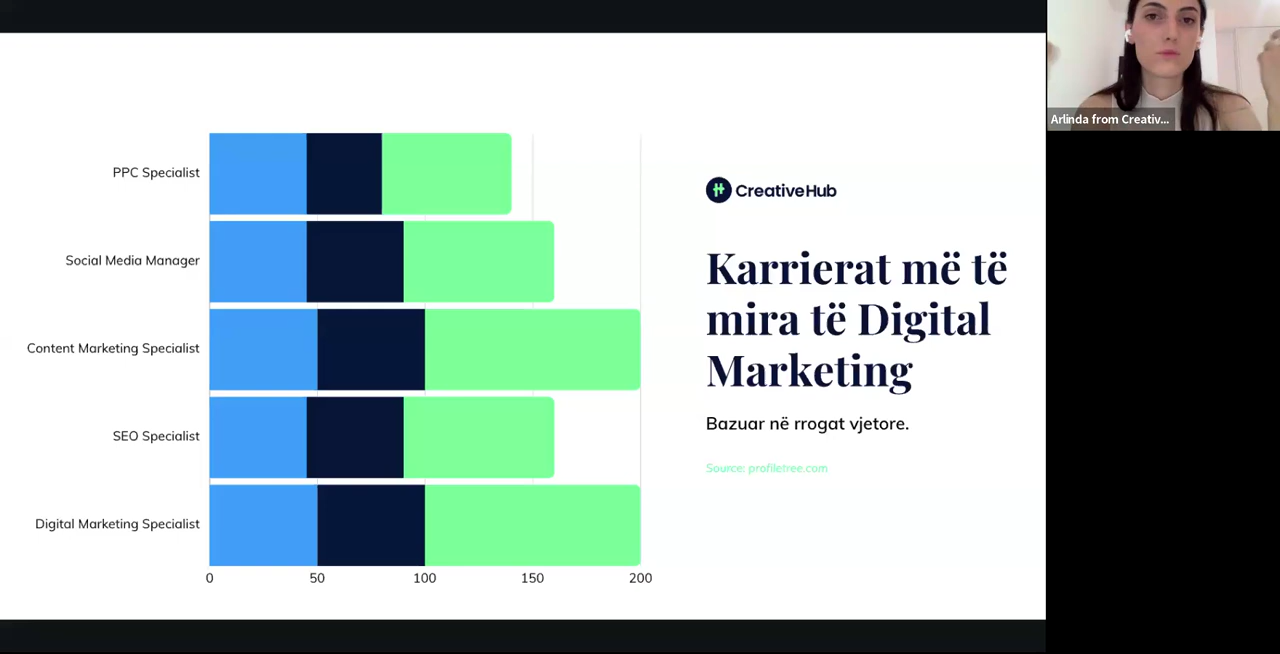 Arlinda from Creativ...
PPC Specialist
Social Media Manager
Content Marketing Specialist
SEO Specialist
Digital Marketing Specialist
0 50 100 150 200
CreativeHub
Karrierat më të
mira të Digital
Marketing
Bazuar në rrogat vjetore.
Source: profiletree.com